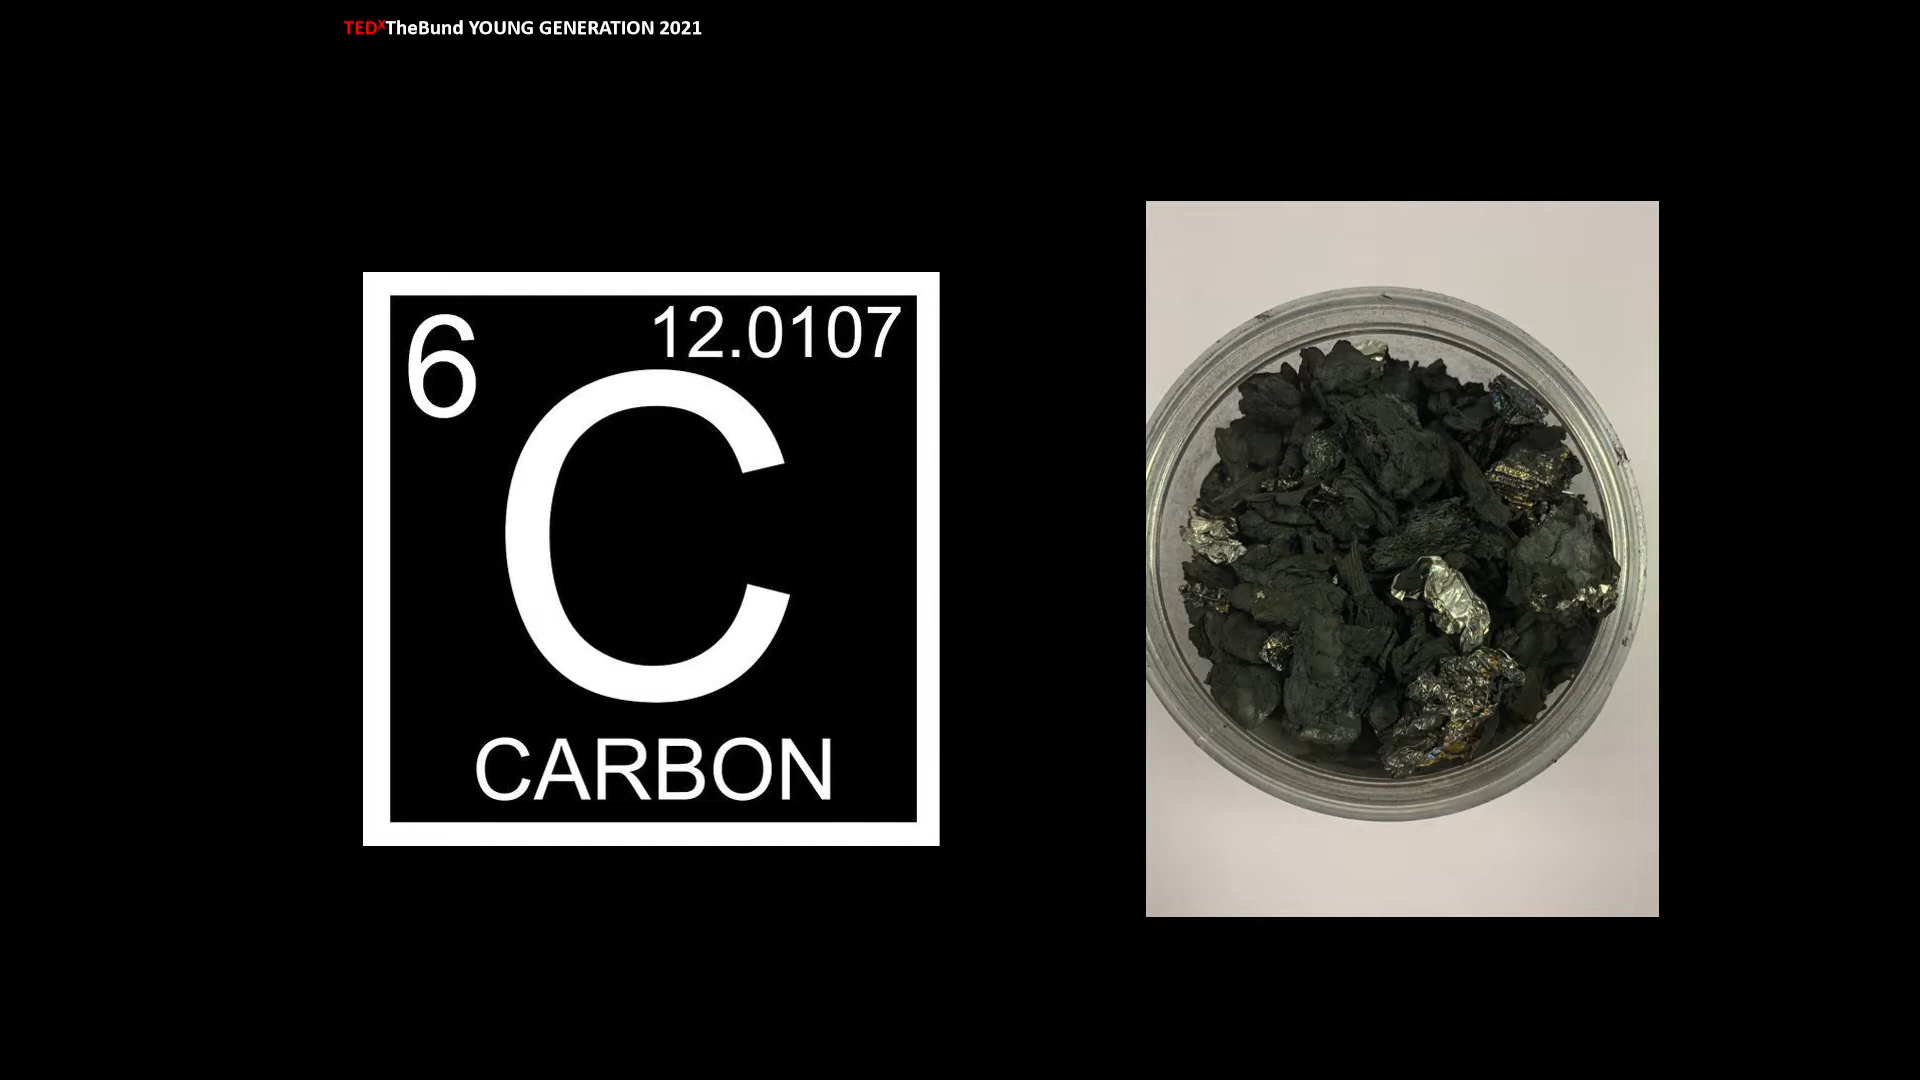 TEDxTheBund YOUNG GENERATION 2021
6
12.0107
C
CARBON